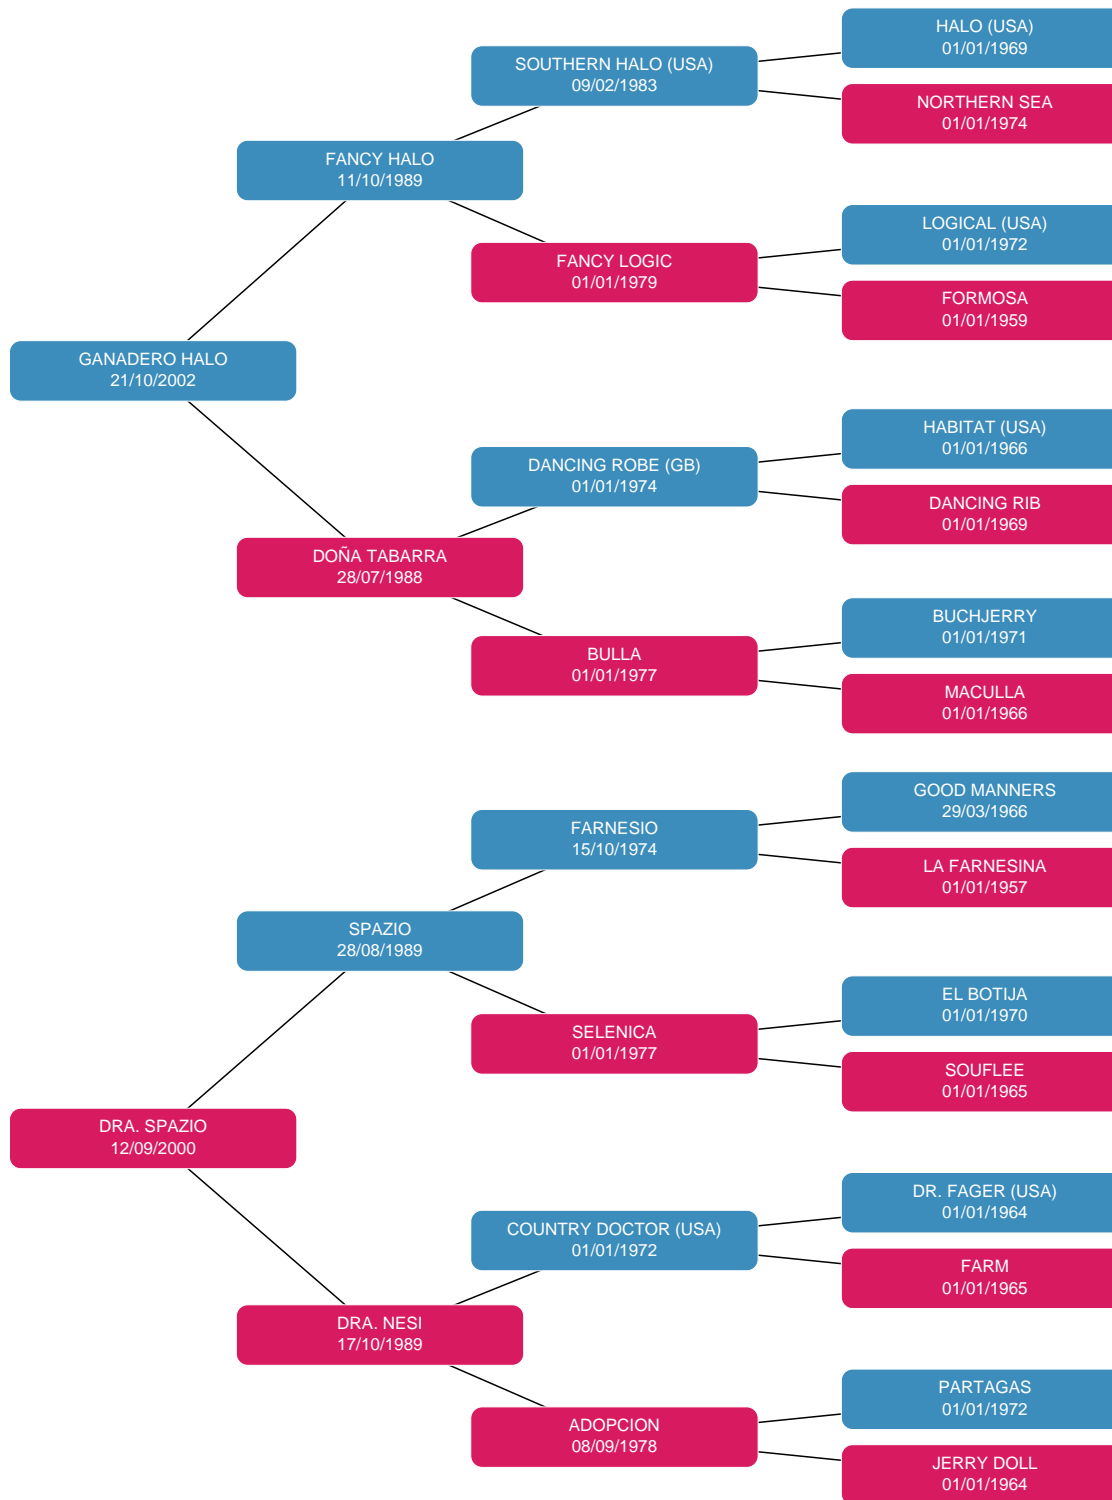 HALO (USA)
01/01/1969
SOUTHERN HALO (USA)
09/02/1983
NORTHERN SEA
01/01/1974
FANCY HALO
11/10/1989
LOGICAL (USA)
01/01/1972
FANCY LOGIC
01/01/1979
FORMOSA
01/01/1959
GANADERO HALO
21/10/2002
HABITAT (USA)
01/01/1966
DANCING ROBE (GB)
01/01/1974
DANCING RIB
01/01/1969
DOÑA TABARRA
28/07/1988
BUCHJERRY
01/01/1971
BULLA
01/01/1977
MACULLA
01/01/1966
GOOD MANNERS
29/03/1966
FARNESIO
15/10/1974
LA FARNESINA
01/01/1957
SPAZIO
28/08/1989
EL BOTIJA
01/01/1970
SELENICA
01/01/1977
SOUFLEE
01/01/1965
DRA. SPAZIO
12/09/2000
DR. FAGER (USA)
01/01/1964
COUNTRY DOCTOR (USA)
01/01/1972
FARM
01/01/1965
DRA. NESI
17/10/1989
PARTAGAS
01/01/1972
ADOPCION
08/09/1978
JERRY DOLL
01/01/1964